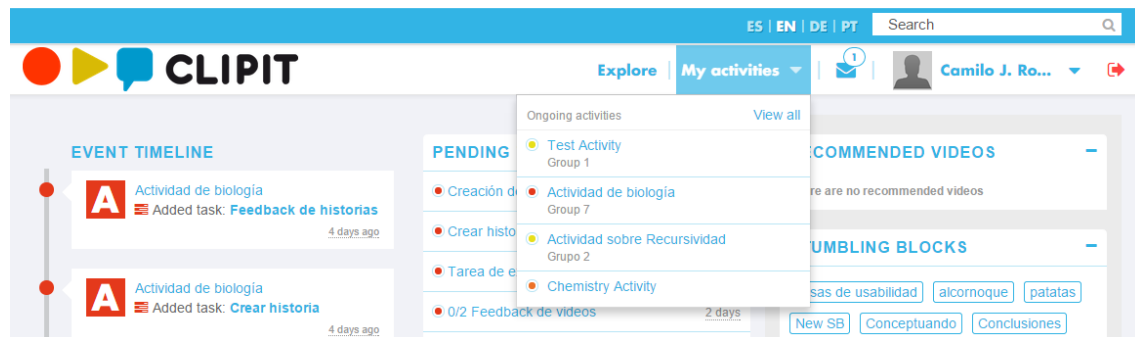 ES | EN | DE | PT Search
CLIPIT
Explore My activities 1 Camilo J. Ro...
Ongoing activities View all
Test Activity
Group 1
Actividad de biología
Group 7
Actividad sobre Recursividad
Grupo 2
Chemistry Activity
EVENT TIMELINE
A
Actividad de biología
Added task: Feedback de historias
4 days ago
A
Actividad de biología
Added task: Crear historia
4 days ago
PENDING
Creación d
Crear histo
Tarea de e
0/2 Feedback de videos 2 days
COMMENDED VIDEOS
re are no recommended videos
UMBLING BLOCKS
sas de usabilidad alcornoque patatas
New SB Conceptuando Conclusiones